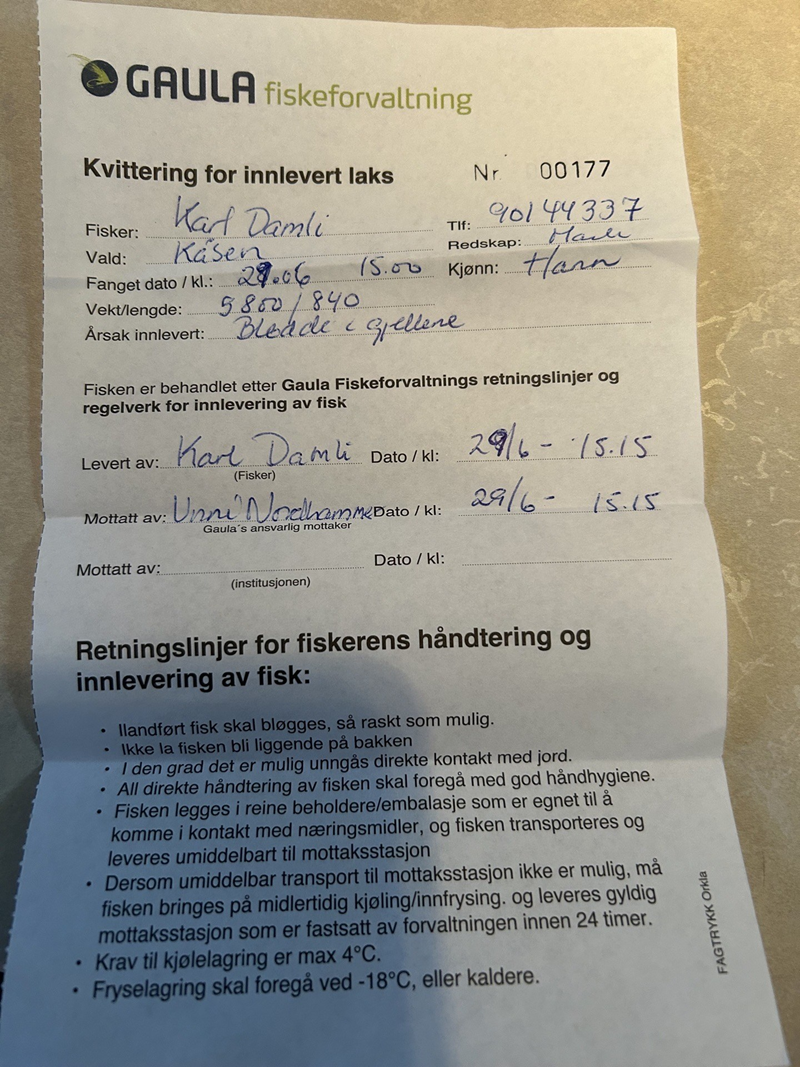 GAULA fiskeforvaltning
Kvittering for innlevert laks Nr. 00177
Fisker: Karl Damli Tlf: 90144337
Vald: Kåsen Redskap:
Fanget dato / kl.: 29.06 15.00 Kjønn: Hann
Vekt/lengde: 5800/840
Årsak innlevert: Blødde i gjellene
Fisken er behandlet etter Gaula Fiskeforvaltnings retningslinjer og
regelverk for innlevering av fisk
Levert av: Karl Damli Dato / kl: 29/6 - 15.15
(Fisker)
Mottatt av: Unni Nordhammer Dato / kl: 29/6 - 15.15
Gaula´s ansvarlig mottaker
Mottatt av: Dato / kl:
(institusjonen)
Retningslinjer for fiskerens håndtering og
innlevering av fisk:
• Ilandført fisk skal bløgges, så raskt som mulig.
• Ikke la fisken bli liggende på bakken
• I den grad det er mulig unngås direkte kontakt med jord.
• All direkte håndtering av fisken skal foregå med god håndhygiene.
• Fisken legges i reine beholdere/embalasje som er egnet til å
komme i kontakt med næringsmidler, og fisken transporteres og
leveres umiddelbart til mottaksstasjon
• Dersom umiddelbar transport til mottaksstasjon ikke er mulig, må
fisken bringes på midlertidig kjøling/innfrysing. og leveres gyldig
mottaksstasjon som er fastsatt av forvaltningen innen 24 timer.
• Krav til kjølelagring er max 4°C.
• Fryselagring skal foregå ved -18°C, eller kaldere.
FAGTRYKK Orkla